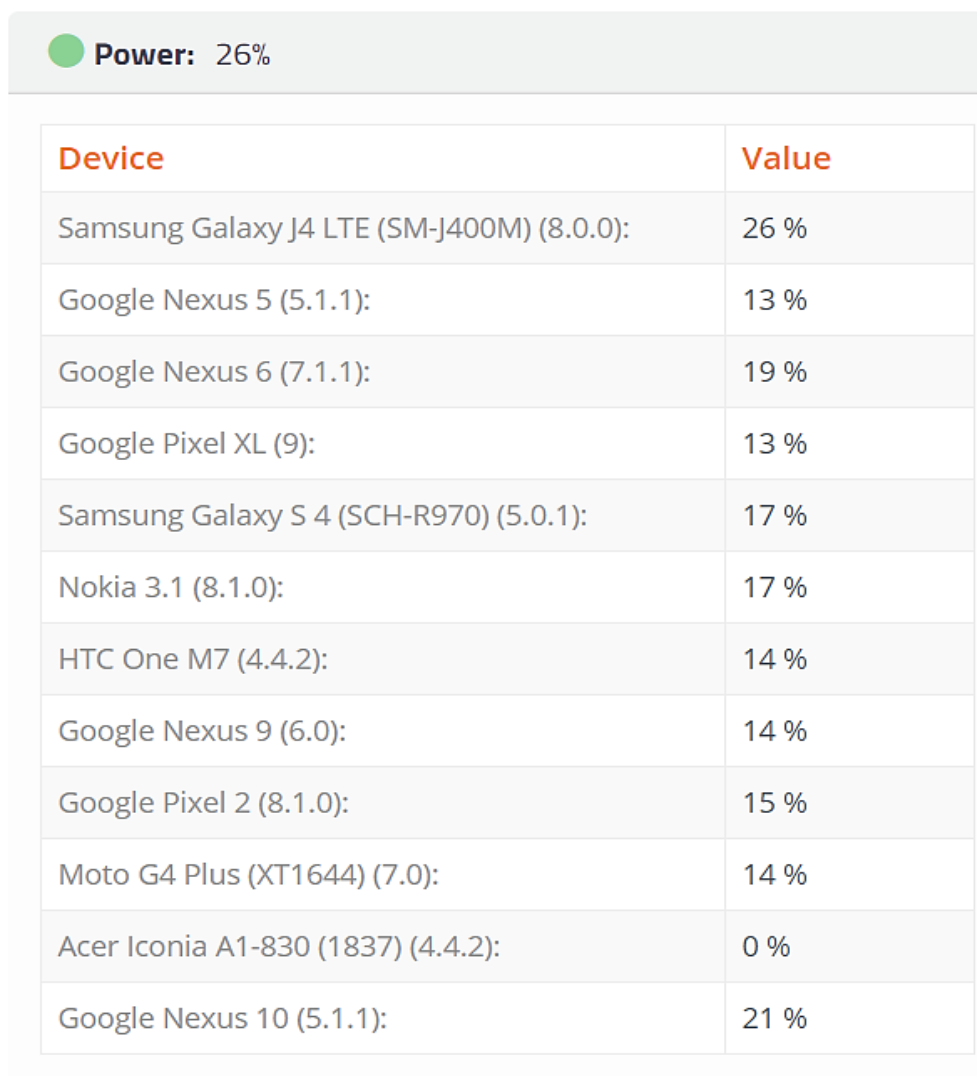 Power: 26%
Device Value
Samsung Galaxy J4 LTE (SM-J400M) (8.0.0): 26 %
Google Nexus 5 (5.1.1): 13 %
Google Nexus 6 (7.1.1): 19 %
Google Pixel XL (9): 13 %
Samsung Galaxy S 4 (SCH-R970) (5.0.1): 17 %
Nokia 3.1 (8.1.0): 17 %
HTC One M7 (4.4.2): 14 %
Google Nexus 9 (6.0): 14 %
Google Pixel 2 (8.1.0): 15 %
Moto G4 Plus (XT1644) (7.0): 14 %
Acer Iconia A1-830 (1837) (4.4.2): 0 %
Google Nexus 10 (5.1.1): 21 %